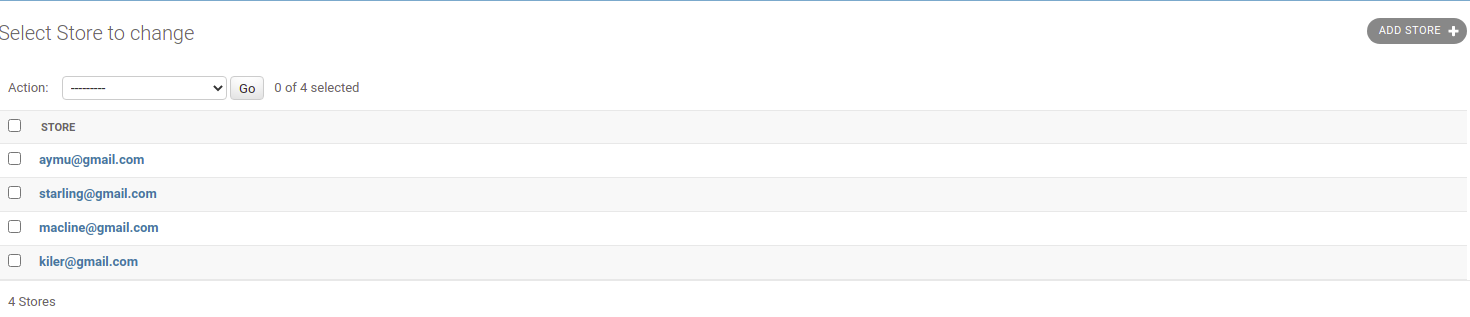 Select Store to change
ADD STORE +
Action: --------- Go 0 of 4 selected
STORE
aymu@gmail.com
starling@gmail.com
macline@gmail.com
kiler@gmail.com
4 Stores